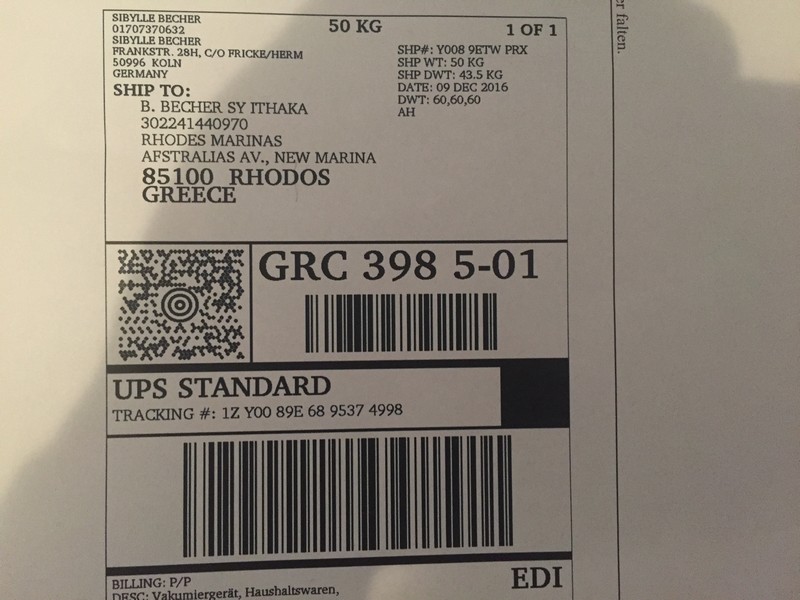 SIBYLLE BECHER
01707370632
SIBYLLE BECHER
FRANKSTR. 28H, C/O FRICKE/HERM
50996 KOLN
GERMANY
50 KG
1 OF 1
SHP#: Y008 9ETW PRX
SHP WT: 50 KG
SHP DWT: 43.5 KG
DATE: 09 DEC 2016
DWT: 60,60,60
AH
SHIP TO:
B. BECHER SY ITHAKA
302241440970
RHODES MARINAS
AFSTRALIAS AV., NEW MARINA
85100 RHODOS
GREECE
GRC 398 5-01
UPS STANDARD
TRACKING #: 1Z Y00 89E 68 9537 4998
BILLING: P/P
DESC: Vakumiergerät, Haushaltswaren,
EDI
falten.